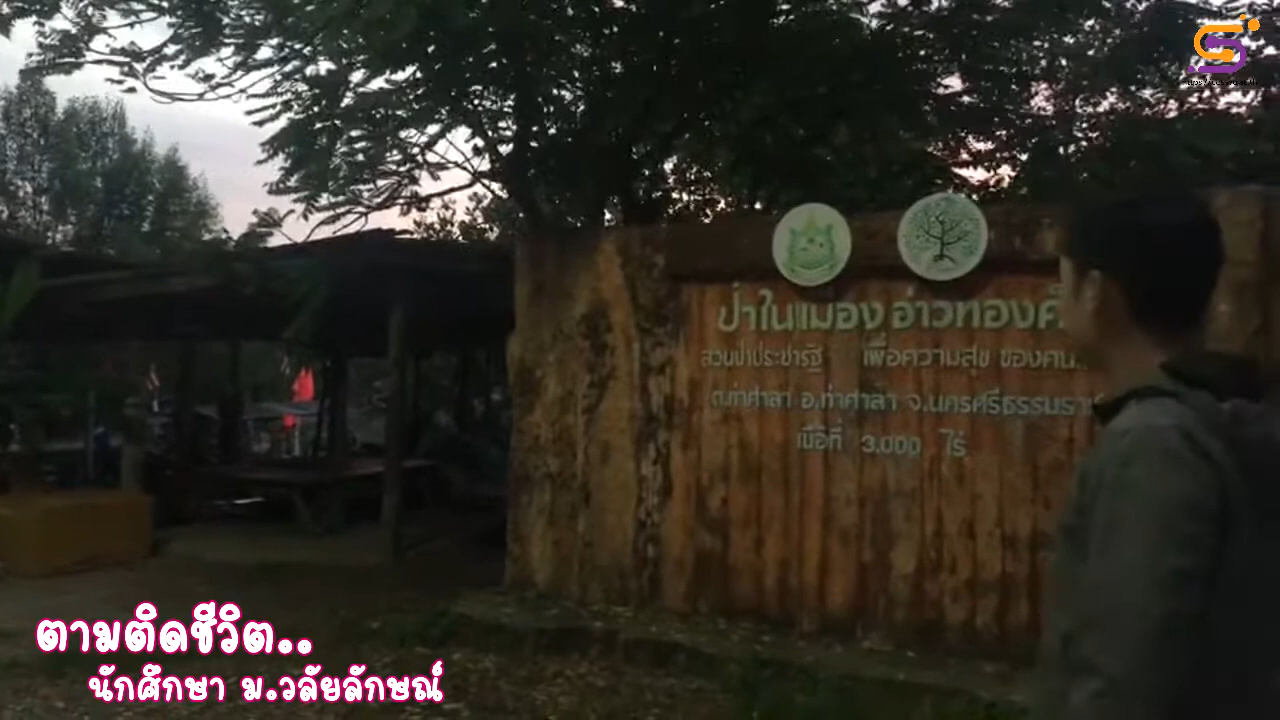 ป่าในเมือง อ่าวทองค
สวนป่าประชารัฐ เพื่อความสุข ของคน
ต.ท่าศาลา อ.ท่าศาลา จ.นครศรีธรรมรา
เนื้อที่ 3,000 ไร่
ตามติดชีวิต..
นักศึกษา ม.วลัยลักษณ์